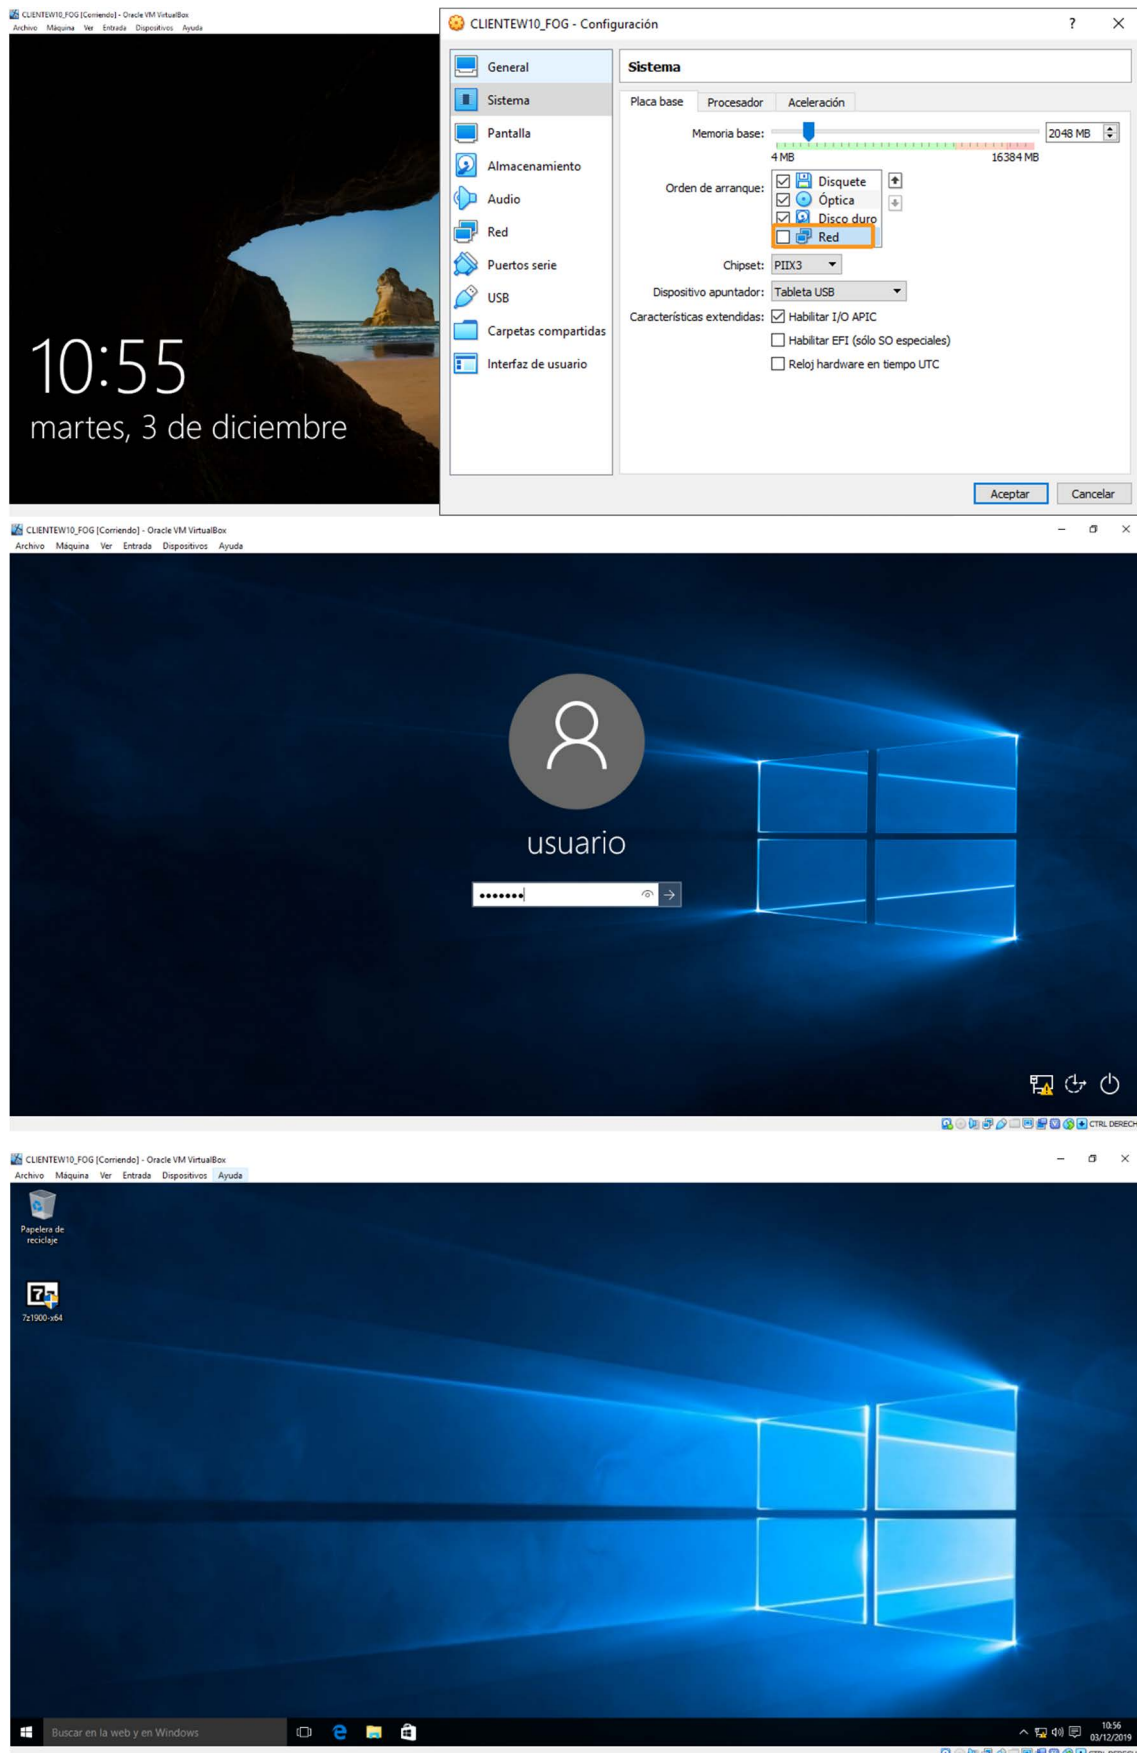 CLIENTEW10_FOG [Corriendo] - Oracle VM VirtualBox
Archivo Máquina Ver Entrada Dispositivos Ayuda
10:55
martes, 3 de diciembre
CLIENTEW10_FOG - Configuración
General
Sistema
Pantalla
Almacenamiento
Audio
Red
Puertos serie
USB
Carpetas compartidas
Interfaz de usuario
Sistema
Placa base Procesador Aceleración
Memoria base: 2048 MB
4 MB 16384 MB
Orden de arranque: Disquete
Óptica
Disco duro
Red
Chipset: PIIX3
Dispositivo apuntador: Tableta USB
Características extendidas: Habilitar I/O APIC
Habilitar EFI (sólo SO especiales)
Reloj hardware en tiempo UTC
Aceptar Cancelar
CLIENTEW10_FOG [Corriendo] - Oracle VM VirtualBox
Archivo Máquina Ver Entrada Dispositivos Ayuda
usuario
CTRL DERECH
CLIENTEW10_FOG [Corriendo] - Oracle VM VirtualBox
Archivo Máquina Ver Entrada Dispositivos Ayuda
Papelera de
reciclaje
7z1900-x64
Buscar en la web y en Windows
10:56
03/12/2019